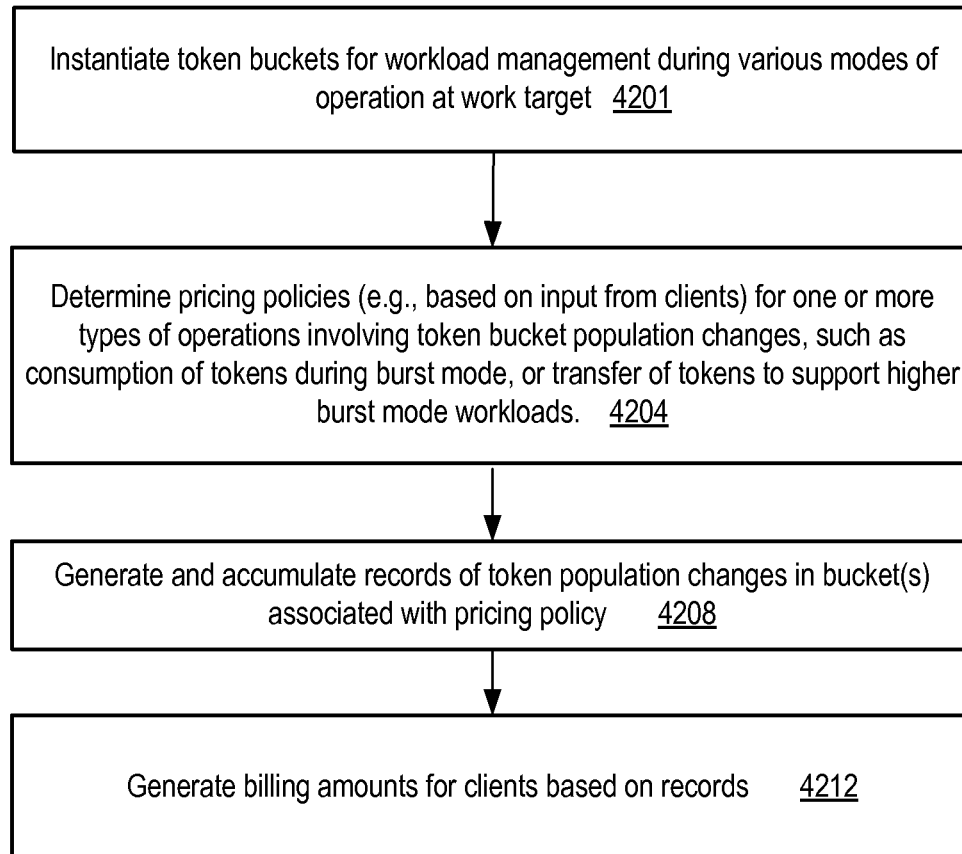 Instantiate token buckets for workload management during various modes of
operation at work target 4201
Determine pricing policies (e.g., based on input from clients) for one or more
types of operations involving token bucket population changes, such as
consumption of tokens during burst mode, or transfer of tokens to support higher
burst mode workloads. 4204
Generate and accumulate records of token population changes in bucket(s)
associated with pricing policy 4208
Generate billing amounts for clients based on records 4212